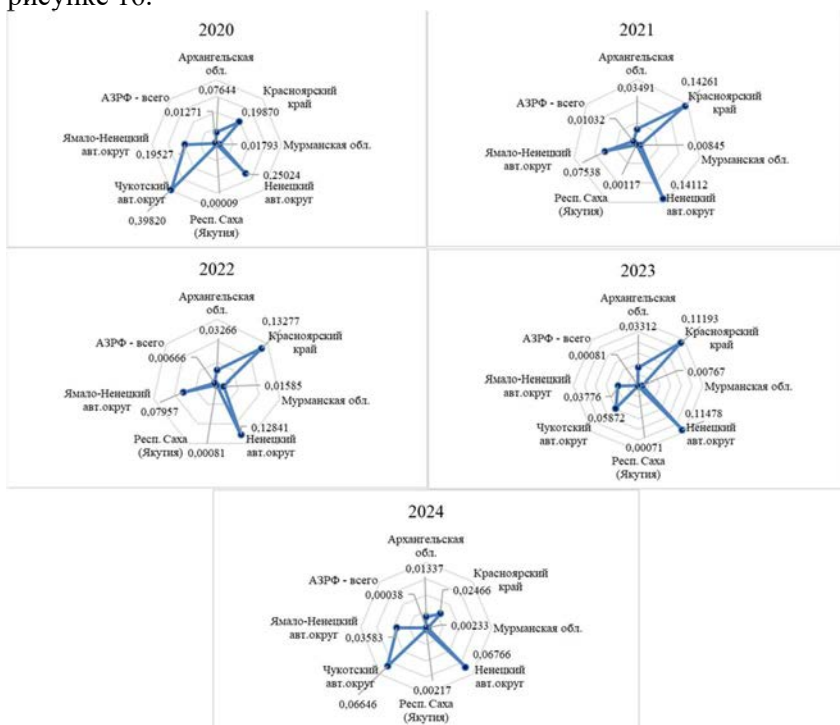 рисунке 16.
2020
Архангельская
обл.
0,07644
Красноярский
край
0,19870
АЗРФ - всего
0,01271
0,01793
Мурманская обл.
Ямало-Ненецкий
авт.округ
0,19527
0,25024
Ненецкий
авт.округ
Чукотский
авт.округ
0,39820
0,00009
Респ. Саха
(Якутия)
2021
Архангельская
обл.
0,03491
0,14261
Красноярский
край
АЗРФ - всего
0,01032
0,00845
Мурманская обл.
Ямало-Ненецкий
авт.округ
0,07538
0,00117
0,14112
Ненецкий
авт.округ
Респ. Саха
(Якутия)
2022
Архангельская
обл.
0,03266
0,13277
Красноярский
край
АЗРФ - всего
0,00666
0,01585
Мурманская обл.
Ямало-Ненецкий
авт.округ
0,07957
0,12841
Ненецкий
авт.округ
Респ. Саха
(Якутия)
0,00081
2023
Архангельская
обл.
0,03312
0,11193
Красноярский
край
АЗРФ - всего
0,00081
0,00767
Мурманская обл.
Ямало-Ненецкий
авт.округ
0,03776
0,05872
Чукотский
авт.округ
0,11478
Ненецкий
авт.округ
0,00071
Респ. Саха
(Якутия)
2024
Архангельская
обл.
0,01337
Красноярский
край
0,02466
АЗРФ - всего
0,00038
0,00233
Мурманская обл.
Ямало-Ненецкий
авт.округ
0,03583
0,06766
Ненецкий
авт.округ
Чукотский
авт.округ
0,06646
0,00217
Респ. Саха
(Якутия)